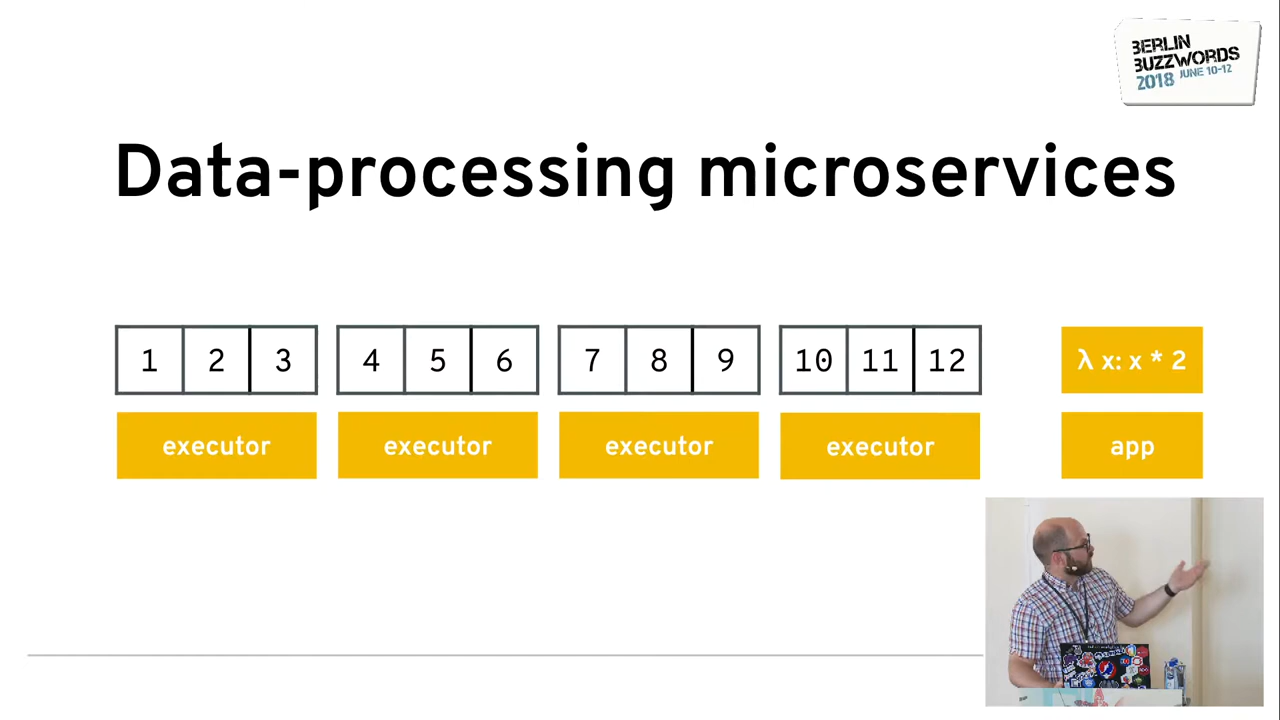 BERLIN
BUZZWORDS
2018 JUNE 10-12
Data-processing microservices
1 2 3 4 5 6 7 8 9 10 11 12 λ x: x * 2
executor executor executor executor app